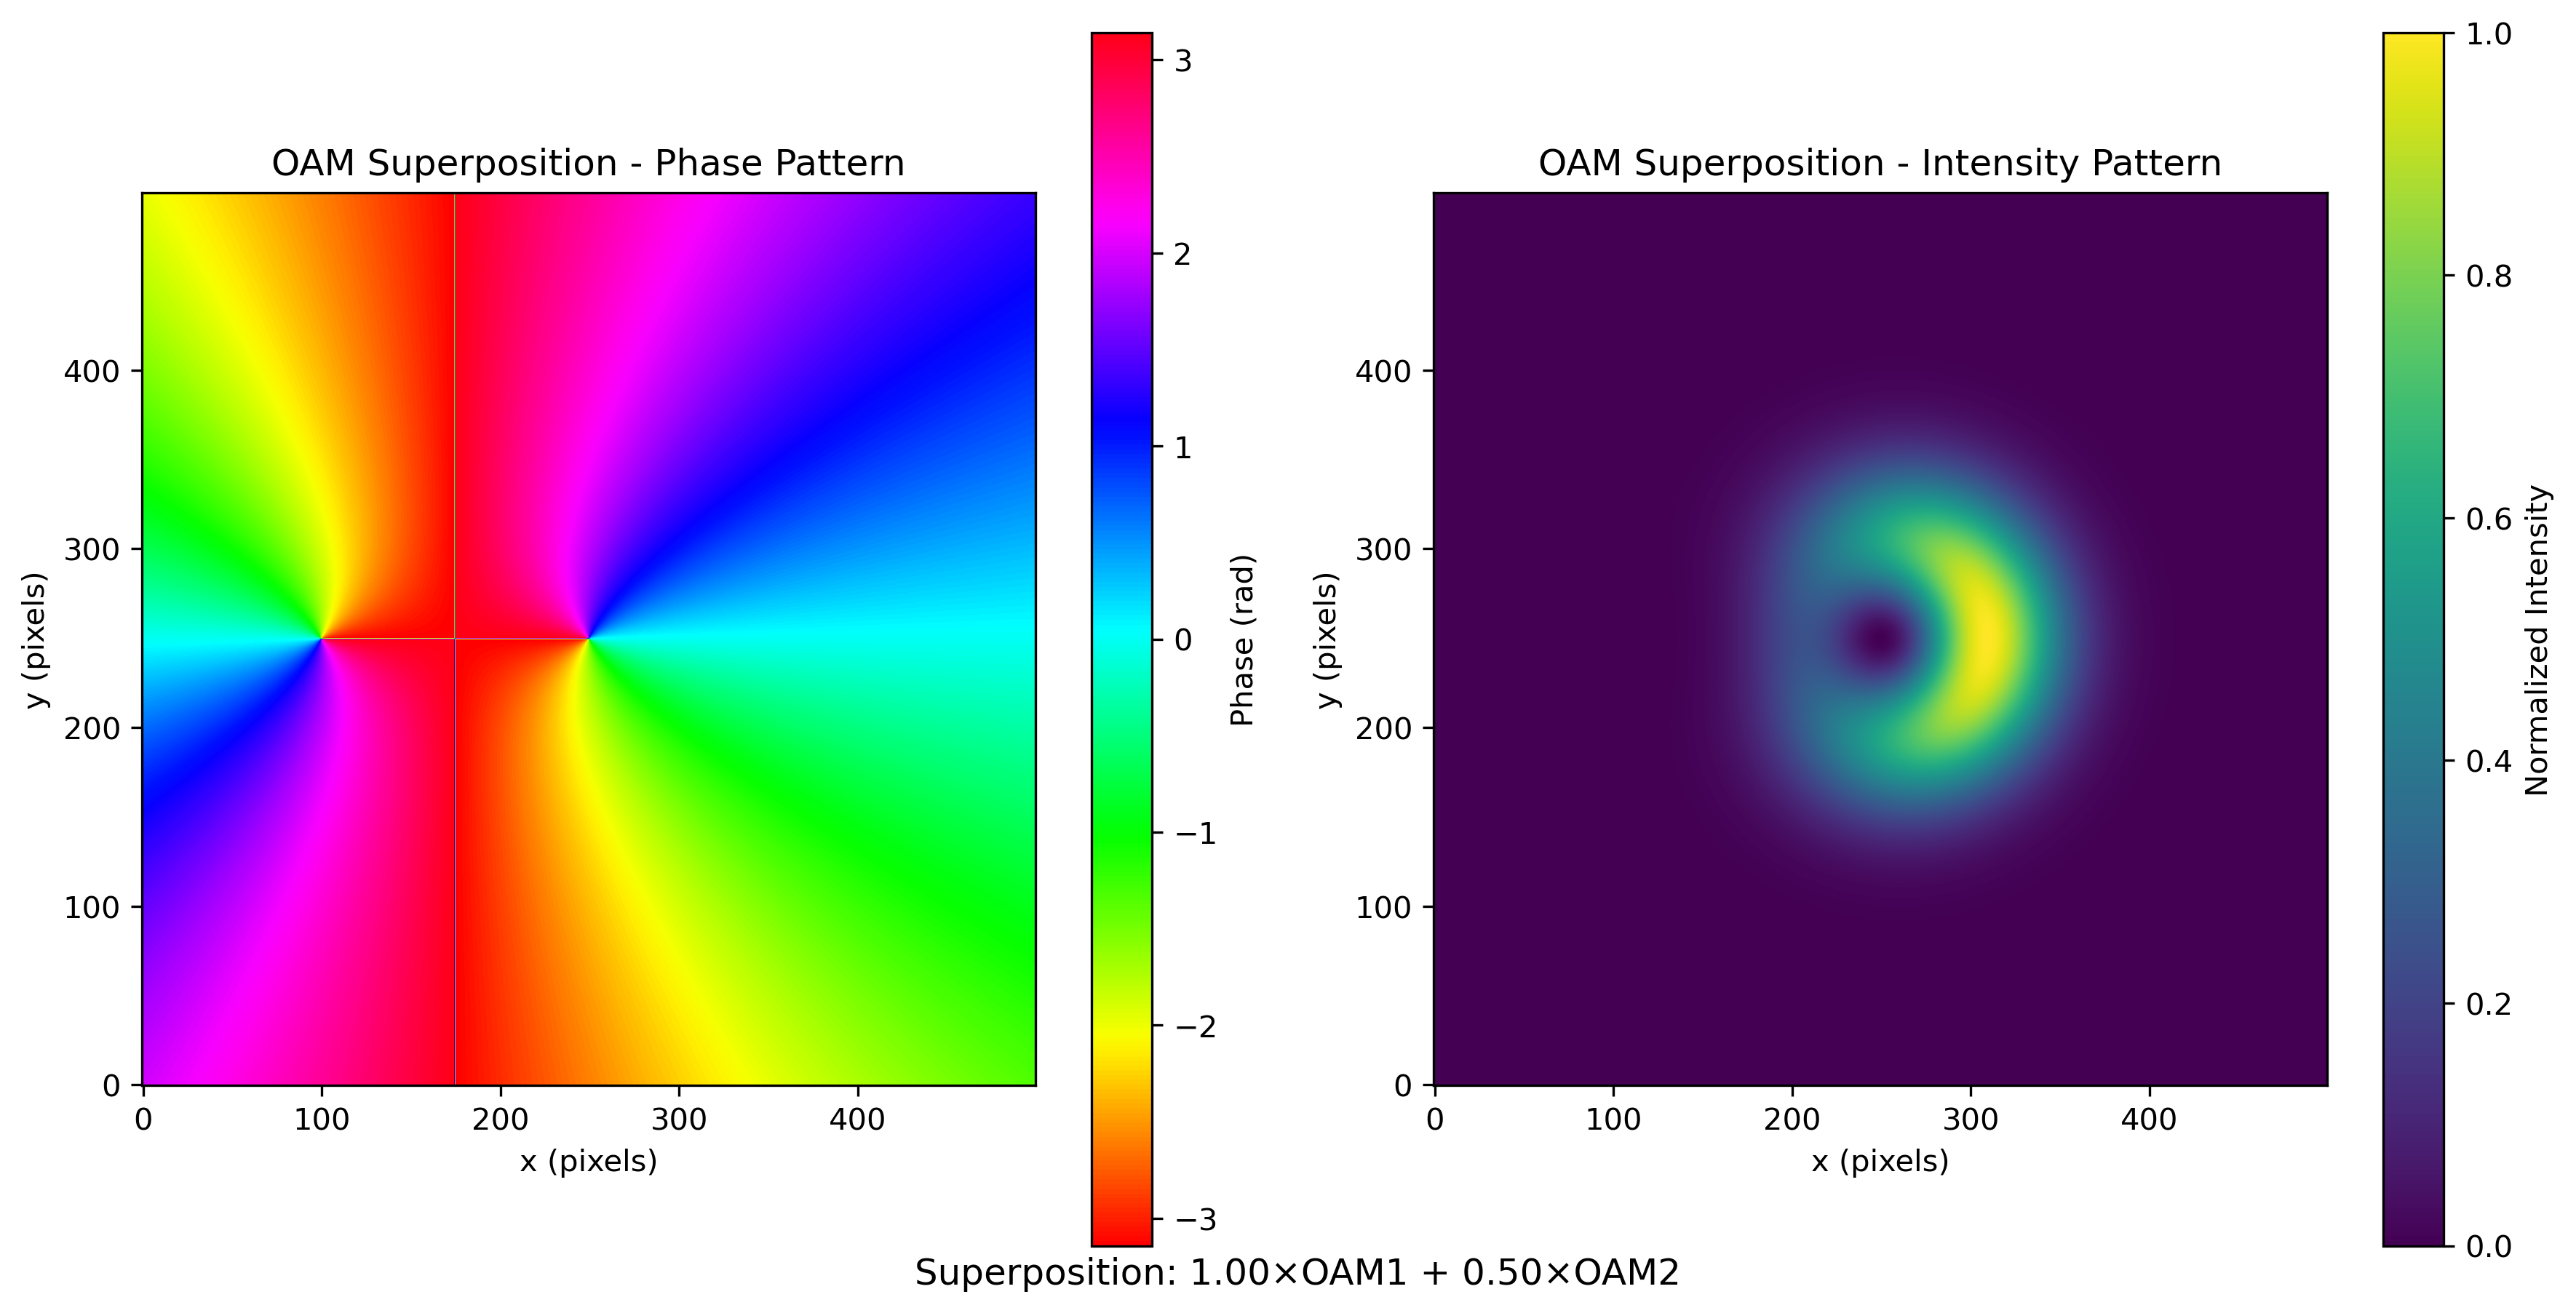 OAM Superposition - Phase Pattern
400
300
200
100
0
y (pixels)
0 100 200 300 400
x (pixels)
3
2
1
0
−1
−2
−3
Phase (rad)
OAM Superposition - Intensity Pattern
400
300
200
100
0
y (pixels)
0 100 200 300 400
x (pixels)
1.0
0.8
0.6
0.4
0.2
0.0
Normalized Intensity
Superposition: 1.00×OAM1 + 0.50×OAM2